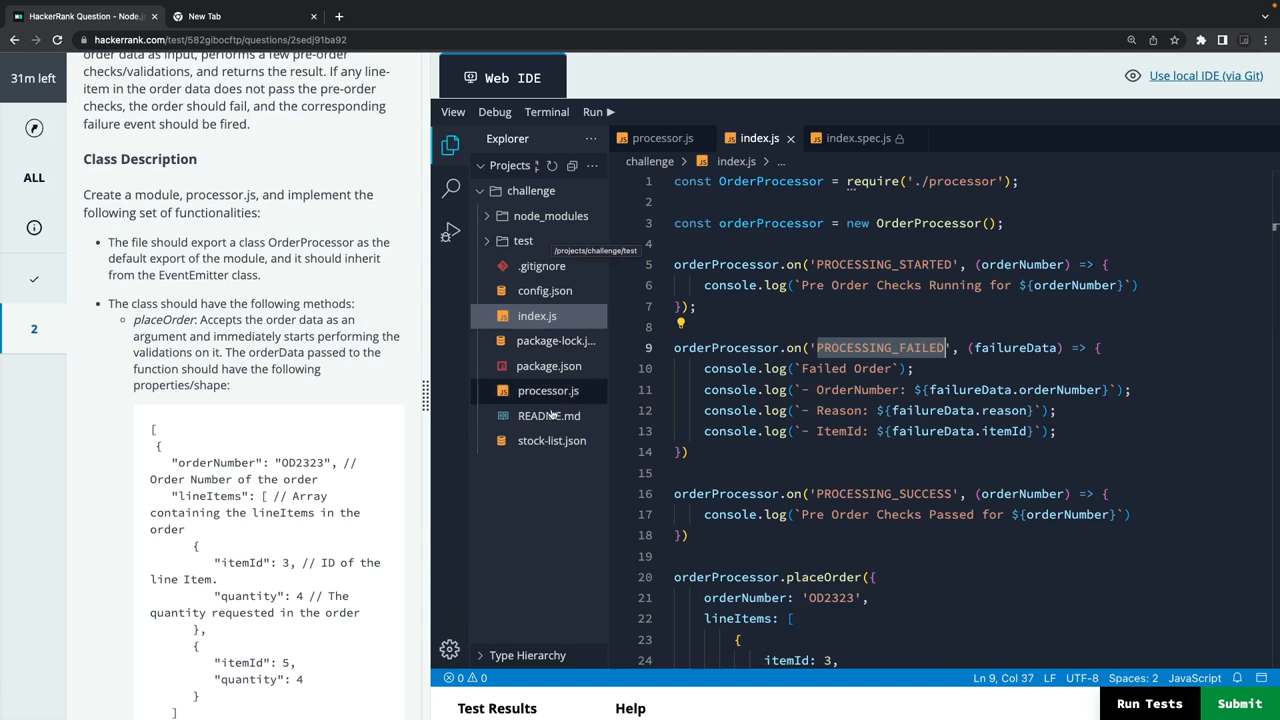 HackerRank Question - Node.j
New Tab
hackerrank.com/test/582gibocftp/questions/2sedj91ba92
31m left
ALL
2
order data as input, performs a few pre-order
checks/validations, and returns the result. If any line-
item in the order data does not pass the pre-order
checks, the order should fail, and the corresponding
failure event should be fired.
Class Description
Create a module, processor.js, and implement the
following set of functionalities:
• The file should export a class OrderProcessor as the
default export of the module, and it should inherit
from the EventEmitter class.
• The class should have the following methods:
placeOrder: Accepts the order data as an
argument and immediately starts performing the
validations on it. The orderData passed to the
function should have the following
properties/shape:
[
{
"orderNumber": "OD2323", //
Order Number of the order
"lineItems": [ // Array
containing the lineItems in the
order
{
"itemId": 3, // ID of the
line Item.
"quantity": 4 // The
quantity requested in the order
},
{
"itemId": 5,
"quantity": 4
}
]
Web IDE
Use local IDE (via Git)
View Debug Terminal Run
Explorer
Projects
challenge
node_modules
test
/projects/challenge/test
.gitignore
config.json
index.js
package-lock.j...
package.json
processor.js
README.md
stock-list.json
Type Hierarchy
JS processor.js
JS index.js
JS index.spec.js
challenge > JS index.js > ...
1 const OrderProcessor = require('./processor');
2
3 const orderProcessor = new OrderProcessor();
4
5 orderProcessor.on('PROCESSING_STARTED', (orderNumber) => {
6 console.log(`Pre Order Checks Running for ${orderNumber}`)
7 });
8
9 orderProcessor.on('PROCESSING_FAILED', (failureData) => {
10 console.log(`Failed Order`);
11 console.log(`- OrderNumber: ${failureData.orderNumber}`);
12 console.log(`- Reason: ${failureData.reason}`);
13 console.log(`- ItemId: ${failureData.itemId}`);
14 })
15
16 orderProcessor.on('PROCESSING_SUCCESS', (orderNumber) => {
17 console.log(`Pre Order Checks Passed for ${orderNumber}`)
18 })
19
20 orderProcessor.placeOrder({
21 orderNumber: 'OD2323',
22 lineItems: [
23 {
24 itemId: 3,
0 0 Ln 9, Col 37 LF UTF-8 Spaces: 2 JavaScript
Test Results Help Run Tests Submit